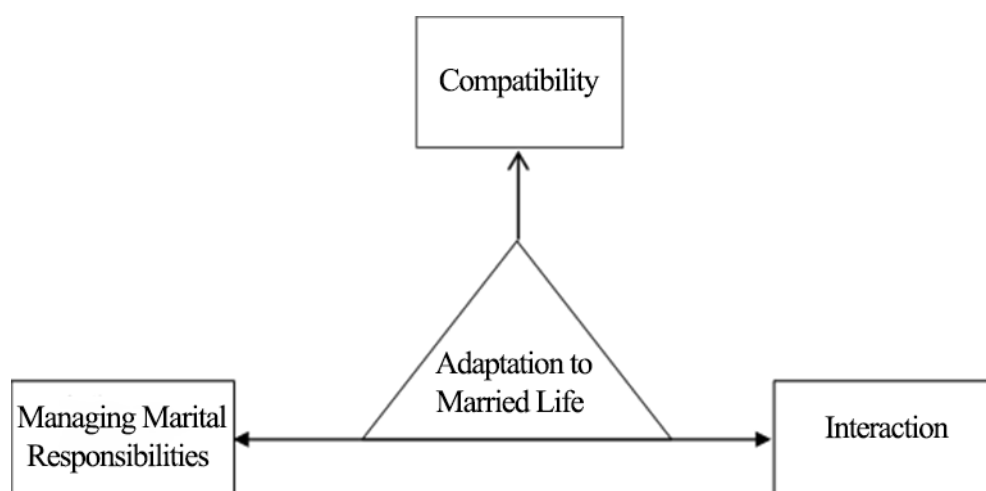 Compatibility
Adaptation to
Married Life
Managing Marital
Responsibilities
Interaction